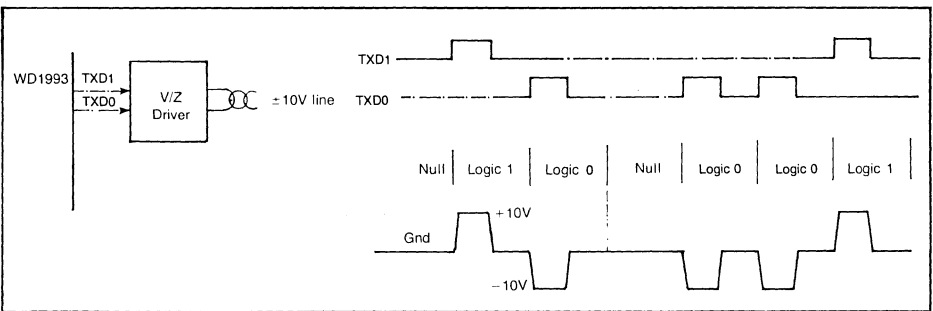 WD1993
TXD1
TXD0
V/Z
Driver
±10V line
TXD1
TXD0
Null Logic 1 Logic 0 Null Logic 0 Logic 0 Logic 1
+10V
Gnd
−10V